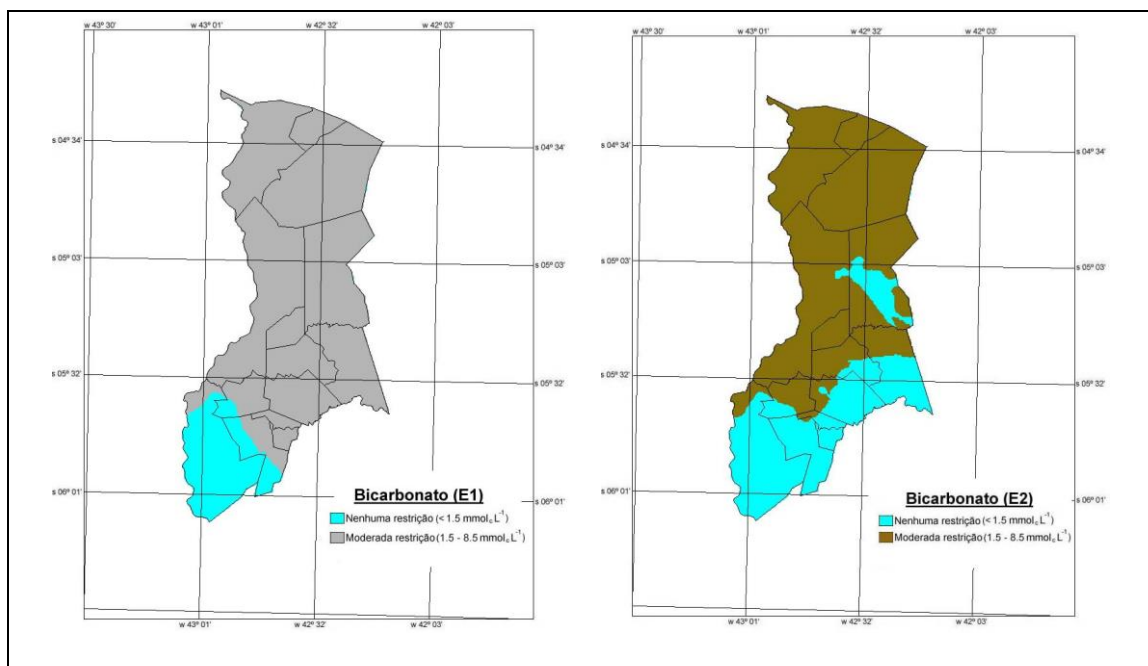 w 43º 30' w 43º 01' w 42º 32' w 42º 03'
s 04º 34' s 04º 34'
s 05º 03' s 05º 03'
s 05º 32' s 05º 32'
s 06º 01' s 06º 01'
Bicarbonato (E1)
Nenhuma restrição (< 1.5 mmolc L-1)
Moderada restrição (1.5 - 8.5 mmolc L-1)
w 43º 01' w 42º 32' w 42º 03'
w 43º 30' w 43º 01' w 42º 32' w 42º 03'
s 04º 34' s 04º 34'
s 05º 03' s 05º 03'
s 05º 32' s 05º 32'
s 06º 01' s 06º 01'
Bicarbonato (E2)
Nenhuma restrição (< 1.5 mmolc L-1)
Moderada restrição (1.5 - 8.5 mmolc L-1)
w 43º 01' w 42º 32' w 42º 03'